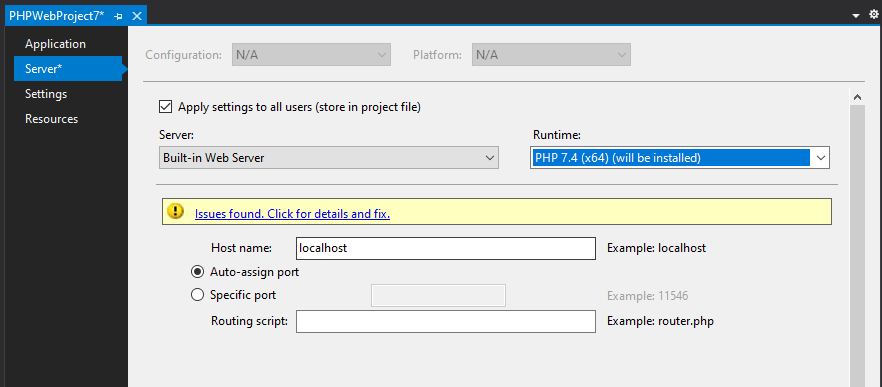 PHPWebProject7*
Application
Server*
Settings
Resources
Configuration: N/A Platform: N/A
Apply settings to all users (store in project file)
Server: Runtime:
Built-in Web Server PHP 7.4 (x64) (will be installed)
Issues found. Click for details and fix.
Host name: localhost Example: localhost
Auto-assign port
Specific port Example: 11546
Routing script: Example: router.php